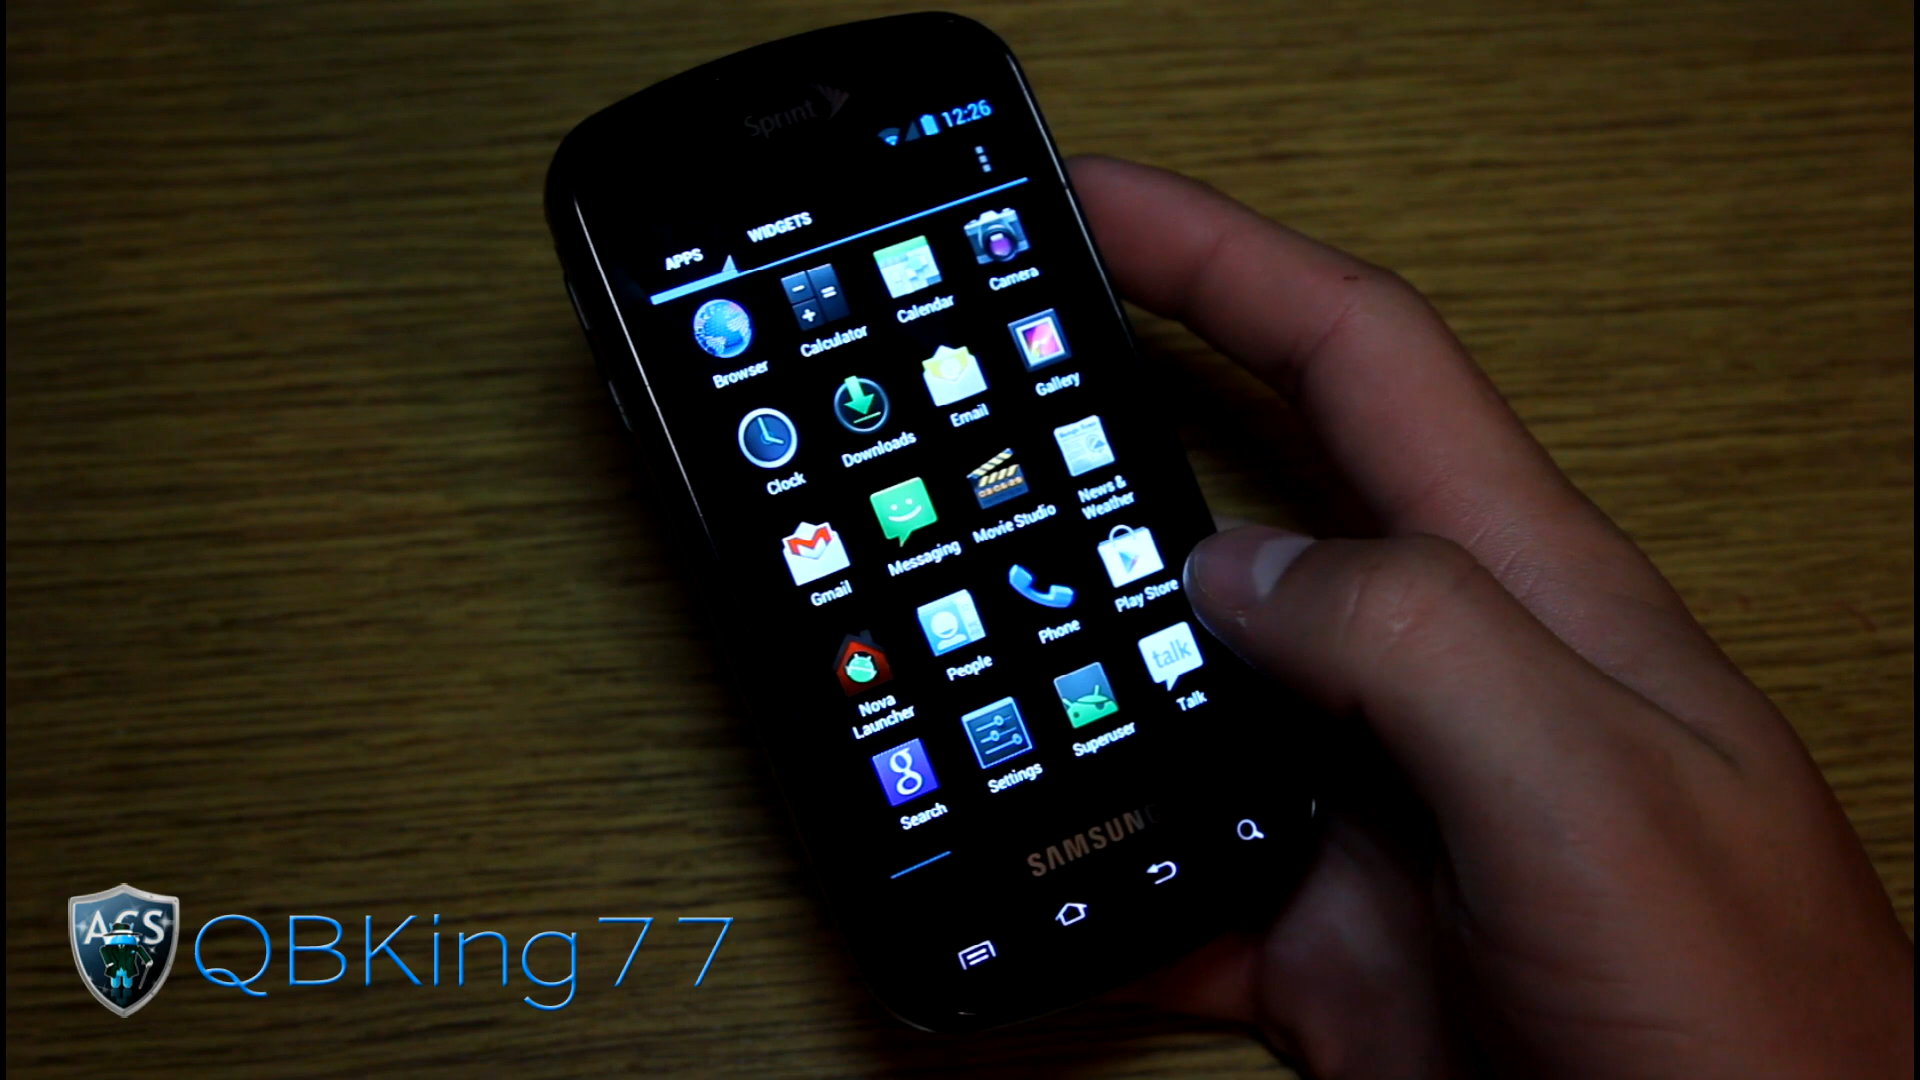 Sprint
12:26
APPS
WIDGETS
Browser
Calculator
Calendar
Camera
Clock
Downloads
Email
Gallery
Gmail
Messaging
Movie Studio
News &
Weather
Nova
Launcher
People
Phone
Play Store
talk
Talk
g
Search
Settings
Superuser
SAMSUNG
ACS
QBKing77